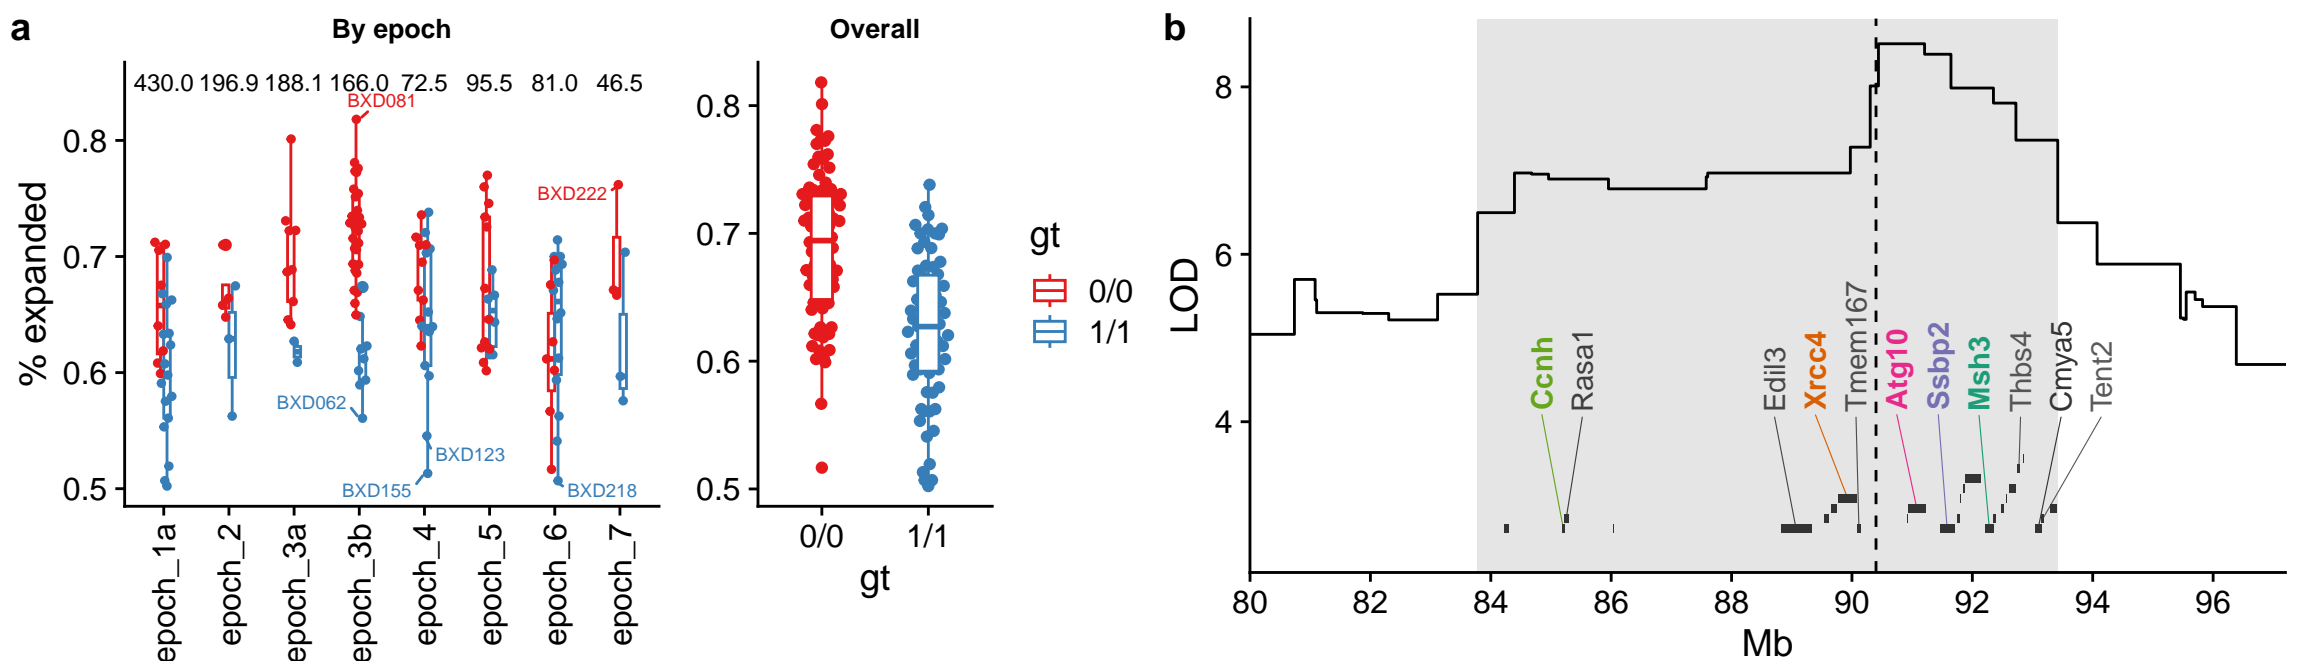 a
By epoch
430.0 196.9 188.1 166.0 72.5 95.5 81.0 46.5
% expanded
0.8
0.7
0.6
0.5
BXD081
BXD222
BXD062
BXD123
BXD155
BXD218
epoch_1a
epoch_2
epoch_3a
epoch_3b
epoch_4
epoch_5
epoch_6
epoch_7
Overall
0.8
0.7
0.6
0.5
0/0 1/1
gt
gt
0/0
1/1
b
LOD
8
6
4
Ccnh
Rasa1
Edil3
Xrcc4
Tmem167
Atg10
Ssbp2
Msh3
Thbs4
Cmya5
Tent2
80 82 84 86 88 90 92 94 96
Mb